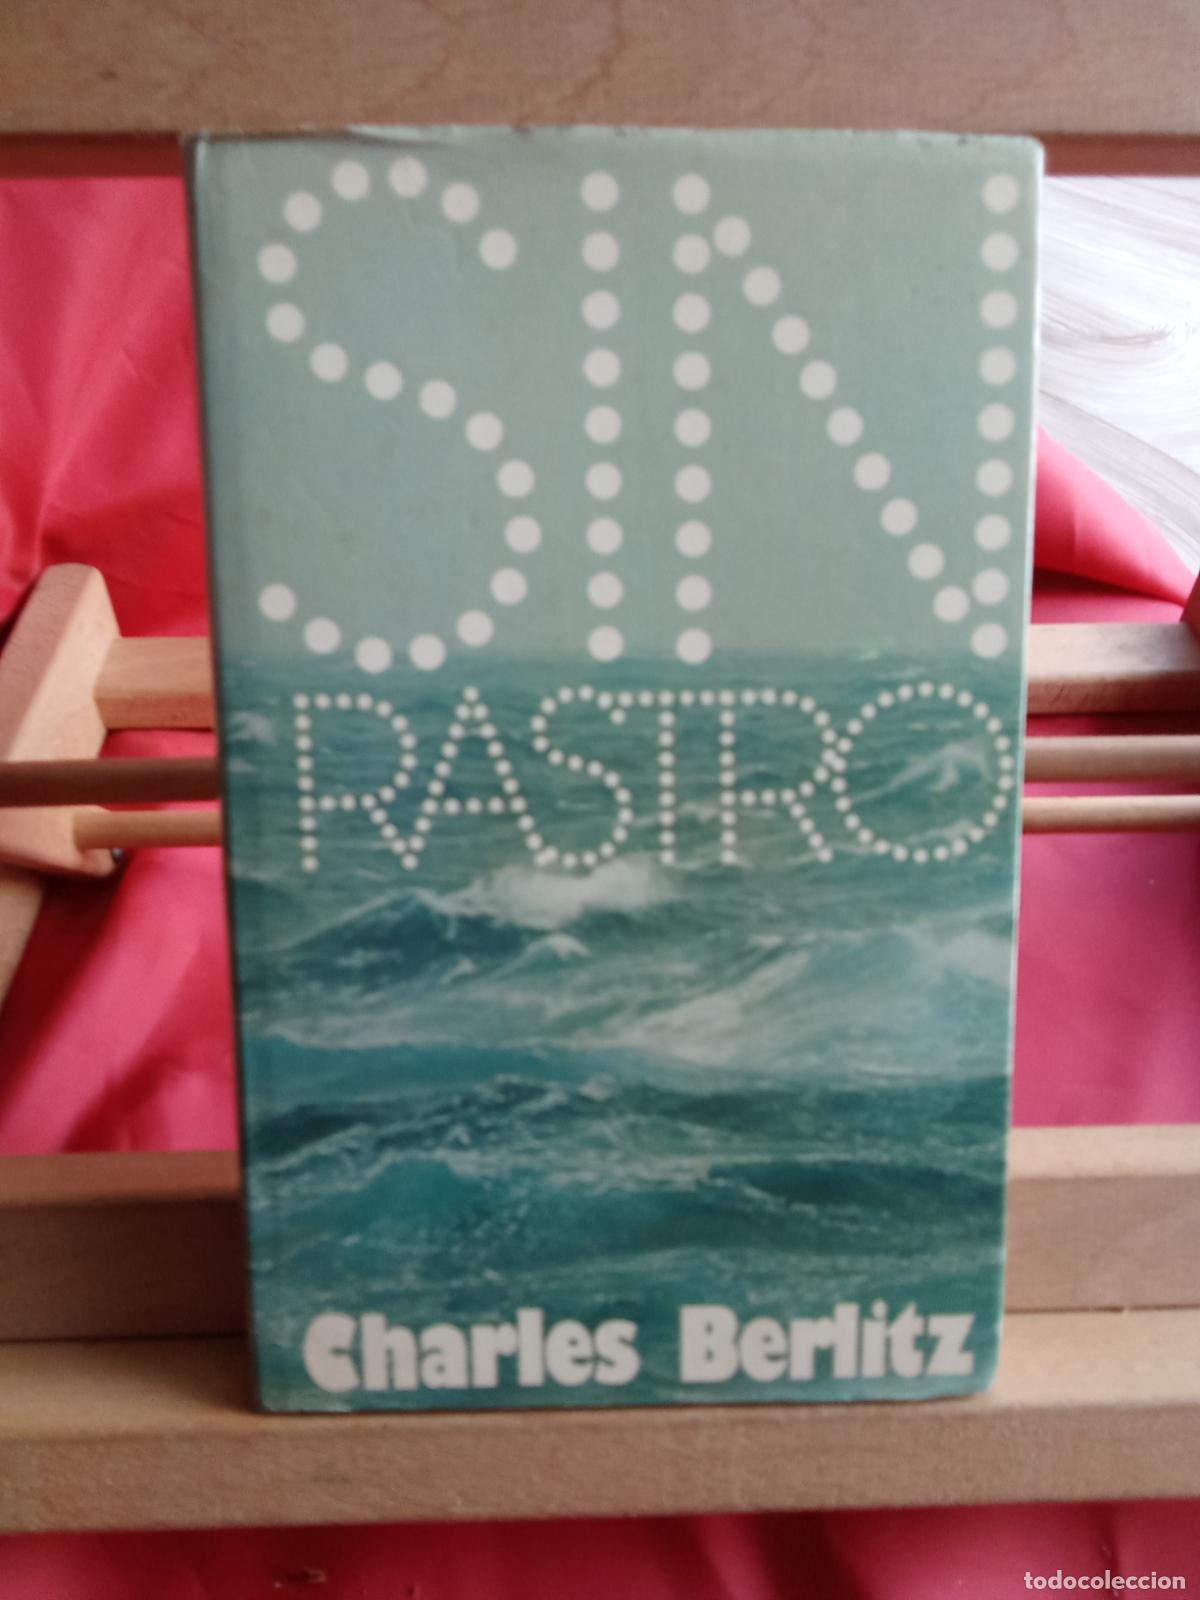 SIN
RASTRO
Charles Berlitz
todocoleccion